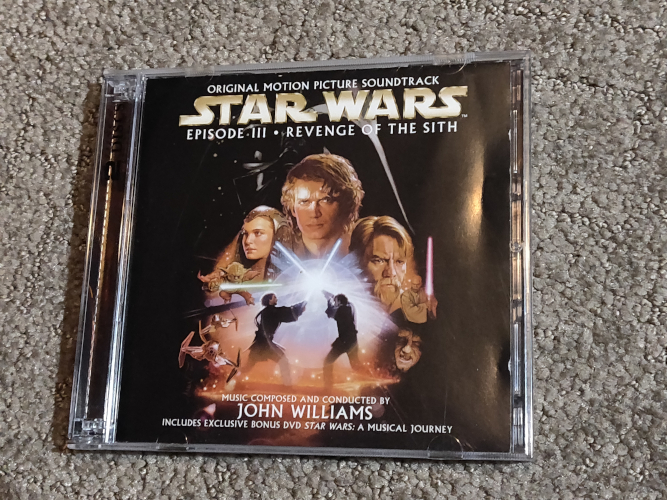 ORIGINAL MOTION PICTURE SOUNDTRACK
STAR WARS™
EPISODE III • REVENGE OF THE SITH
MUSIC COMPOSED AND CONDUCTED BY
JOHN WILLIAMS
INCLUDES EXCLUSIVE BONUS DVD STAR WARS: A MUSICAL JOURNEY